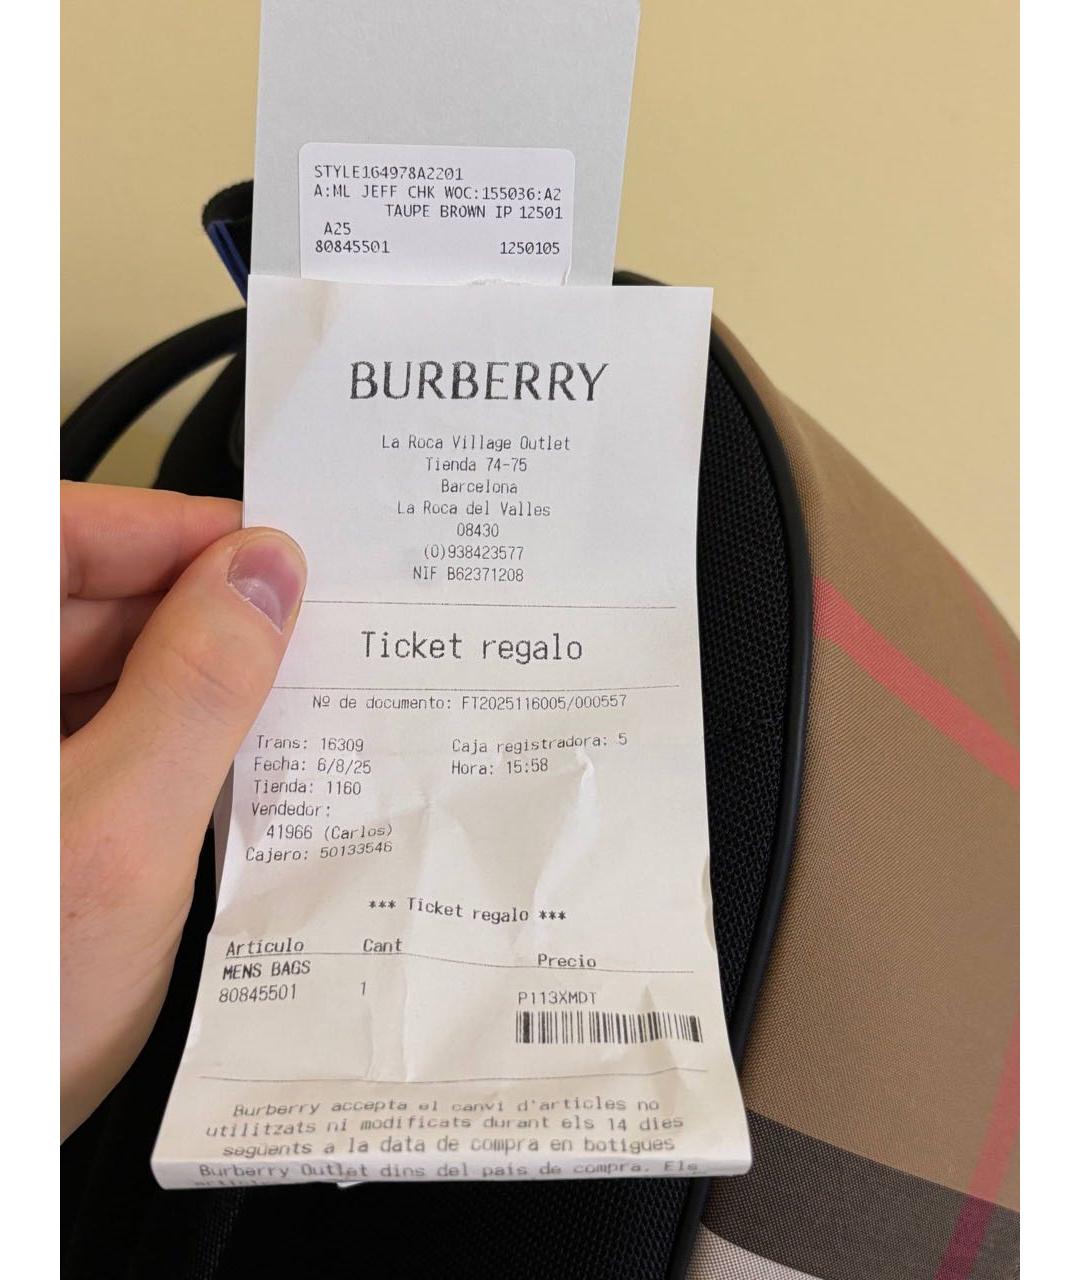 STYLE164978A2201
A:ML JEFF CHK WOC:155036:A2
TAUPE BROWN IP 12501
A25
80845501 1250105
BURBERRY
La Roca Village Outlet
Tienda 74-75
Barcelona
La Roca del Valles
08430
(0)938423577
NIF B62371208
Ticket regalo
Nº de documento: FT2025116005/000557
Trans: 16309 Caja registradora: 5
Fecha: 6/8/25 Hora: 15:58
Tienda: 1160
Vendedor:
41966 (Carlos)
Cajero: 50133546
*** Ticket regalo ***
Artículo Cant Precio
MENS BAGS
80845501 1 P113XMDT
Burberry accepta el canvi d'articles no
utilitzats ni modificats durant els 14 dies
següents a la data de compra en botigues
Burberry Outlet dins del país de compra. Els